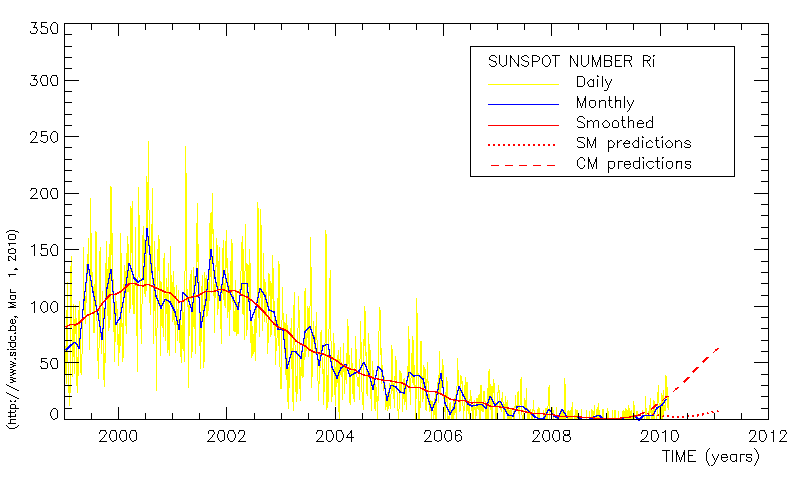 350
300
250
200
150
100
50
0
SUNSPOT NUMBER Ri
Daily
Monthly
Smoothed
SM predictions
CM predictions
(http://www.sidc.be, Mar 1, 2010)
2000
2002
2004
2006
2008
2010
2012
TIME (years)